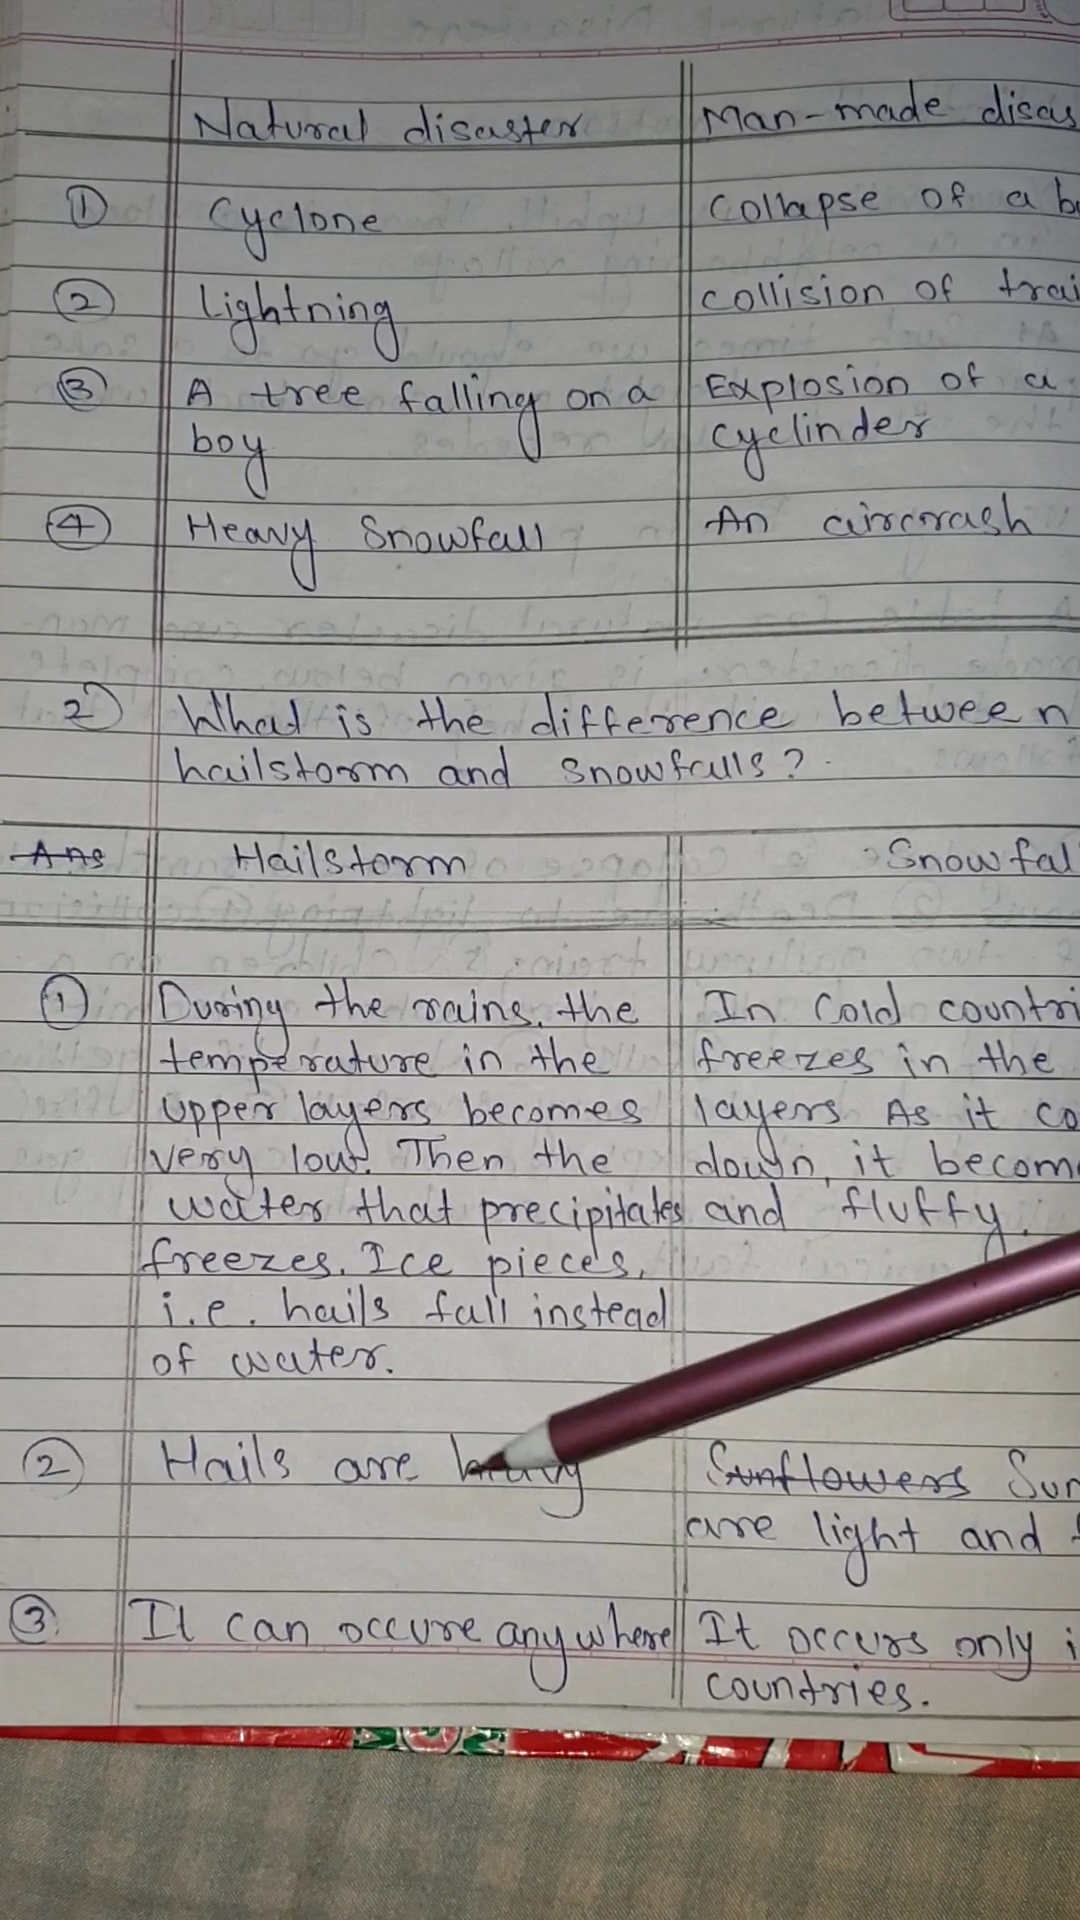 Natural disaster Man-made disas
① Cyclone Collapse of a b
② Lightning collision of trai
③ A tree falling on a Explosion of a
boy cyclinder
④ Heavy Snowfall An aircrash
② What is the difference between
hailstorm and snowfalls?
Ans Hailstorm Snowfal
① During the rains, the In Cold countri
temperature in the freezes in the
upper layers becomes layers As it co
very low. Then the down, it becom
water that precipitates and fluffy.
freezes. Ice pieces,
i.e. hails fall instead
of water.
② Hails are Sunflowers
are light and
③ It can occure anywhere It occurs only i
countries.